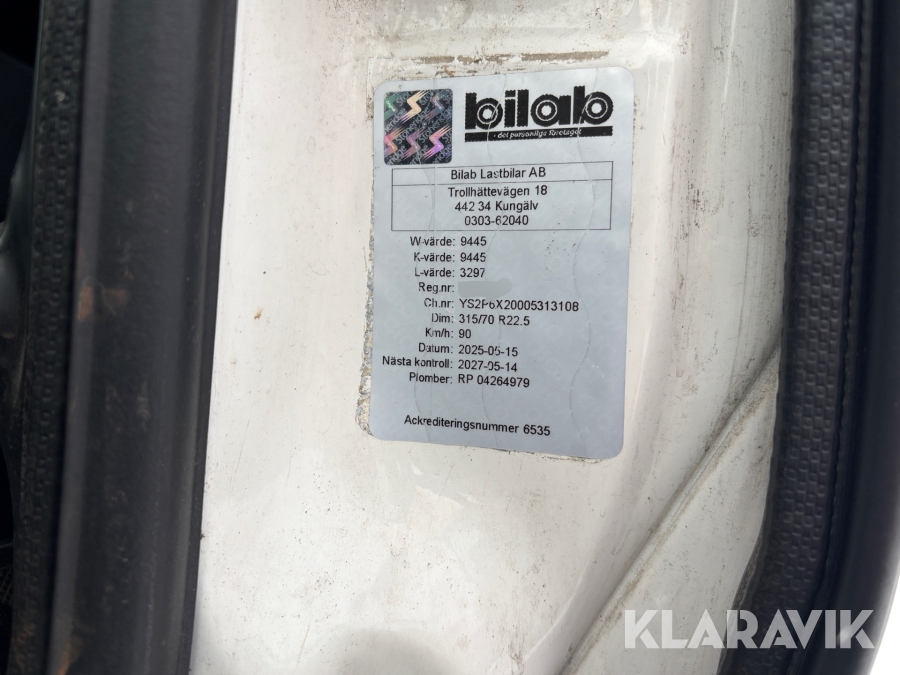 bilab
- det personliga företaget
Bilab Lastbilar AB
Trollhättevägen 18
442 34 Kungälv
0303-62040
W-värde: 9445
K-värde: 9445
L-värde: 3297
Reg.nr:
Ch.nr: YS2P6X20005313108
Dim: 315/70 R22.5
Km/h: 90
Datum: 2025-05-15
Nästa kontroll: 2027-05-14
Plomber: RP 04264979
Ackrediteringsnummer 6535
KLARAVIK